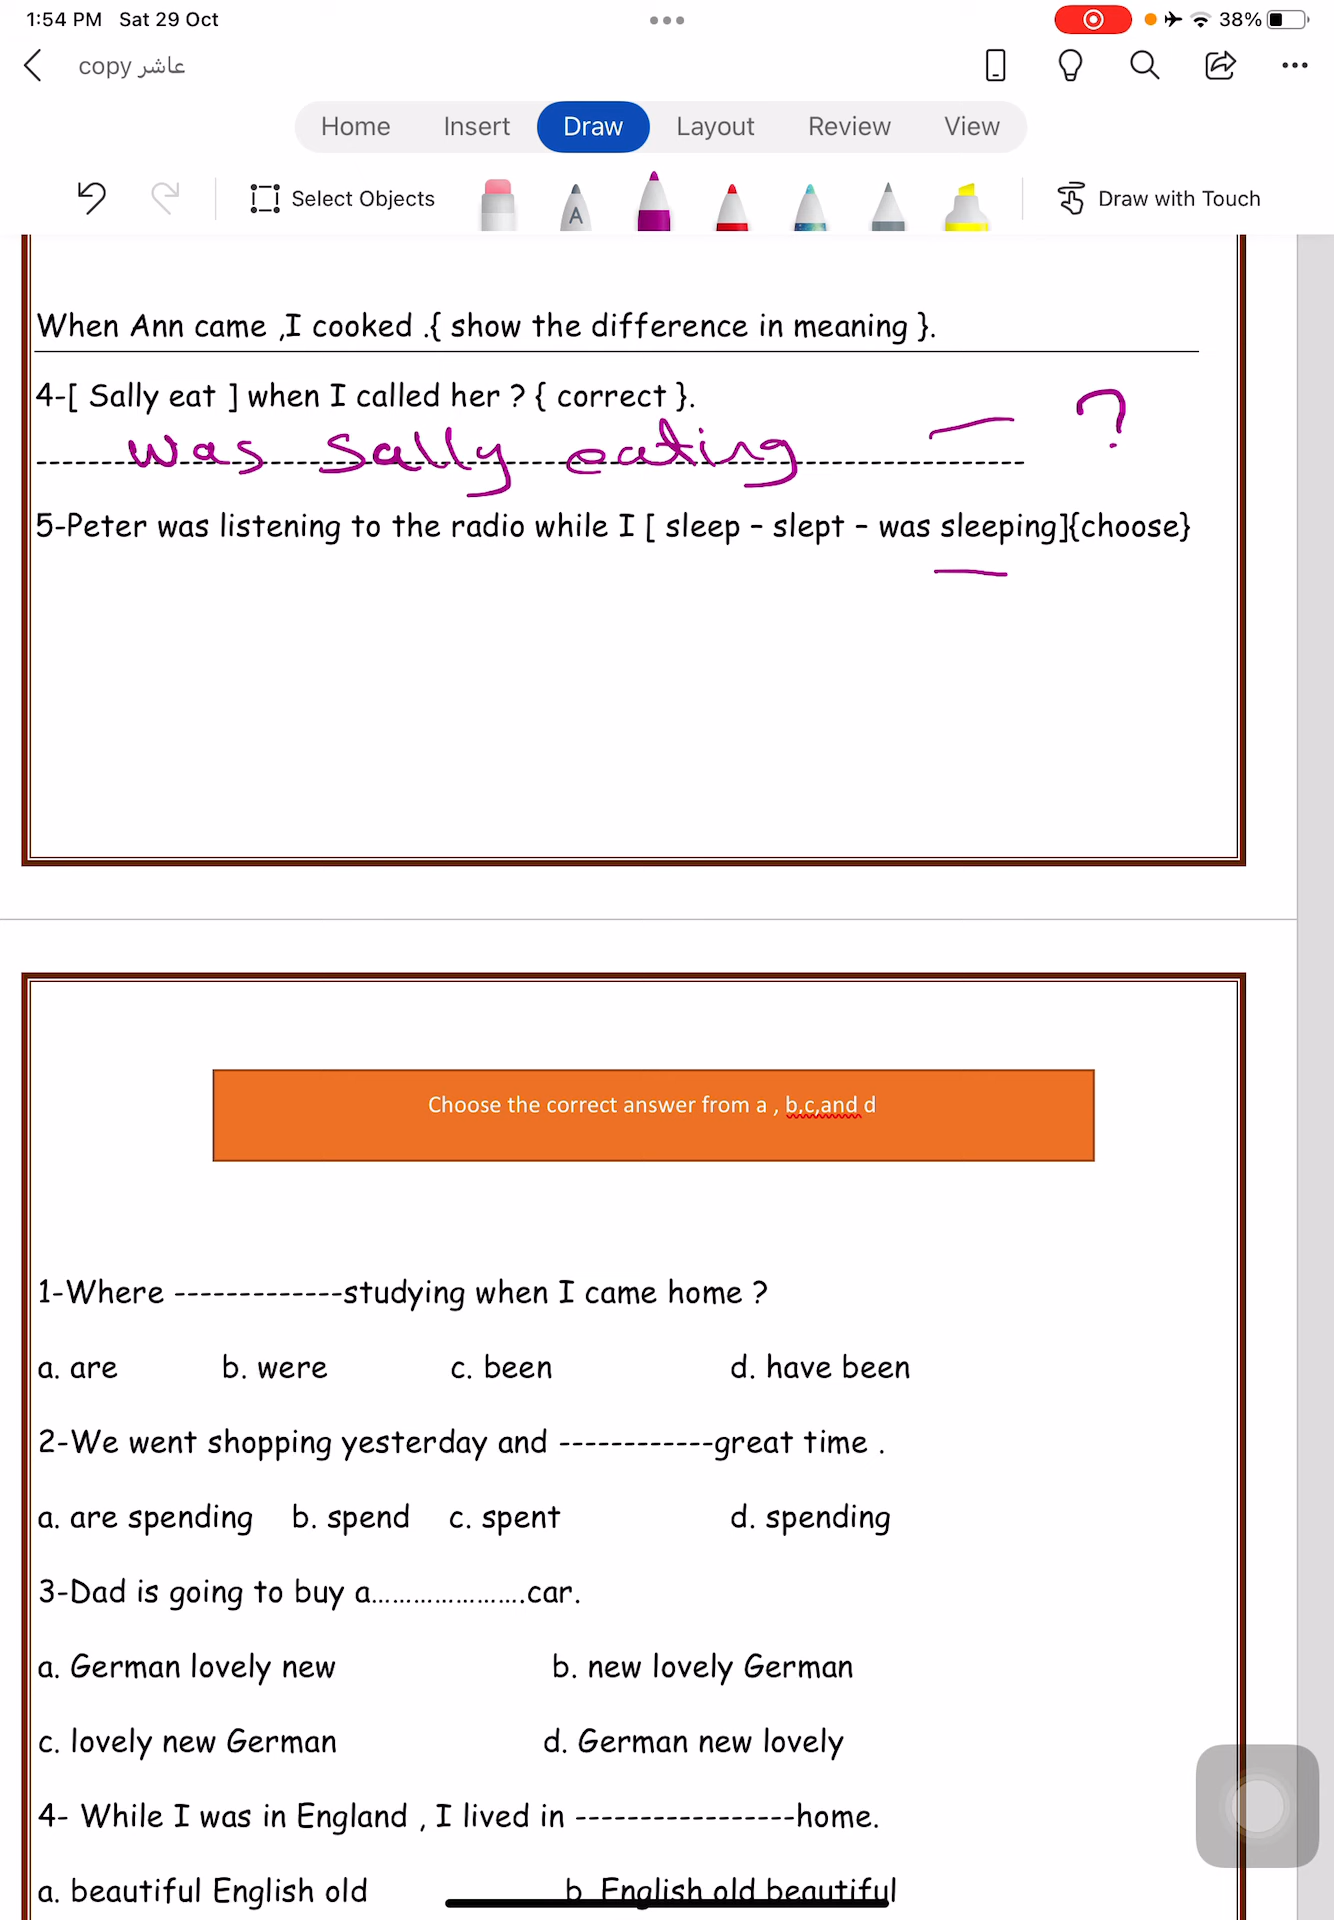 1:54 PM Sat 29 Oct
38%
copy عاشر
Home Insert Draw Layout Review View
Select Objects A Draw with Touch
When Ann came ,I cooked .{ show the difference in meaning }.
4-[ Sally eat ] when I called her ? { correct }.
was Sally eating ?
5-Peter was listening to the radio while I [ sleep – slept – was sleeping]{choose}
Choose the correct answer from a , b,c,and d
1-Where -------------studying when I came home ?
a. are b. were c. been d. have been
2-We went shopping yesterday and ------------great time .
a. are spending b. spend c. spent d. spending
3-Dad is going to buy a………………….car.
a. German lovely new b. new lovely German
c. lovely new German d. German new lovely
4- While I was in England , I lived in -----------------home.
a. beautiful English old b. English old beautiful